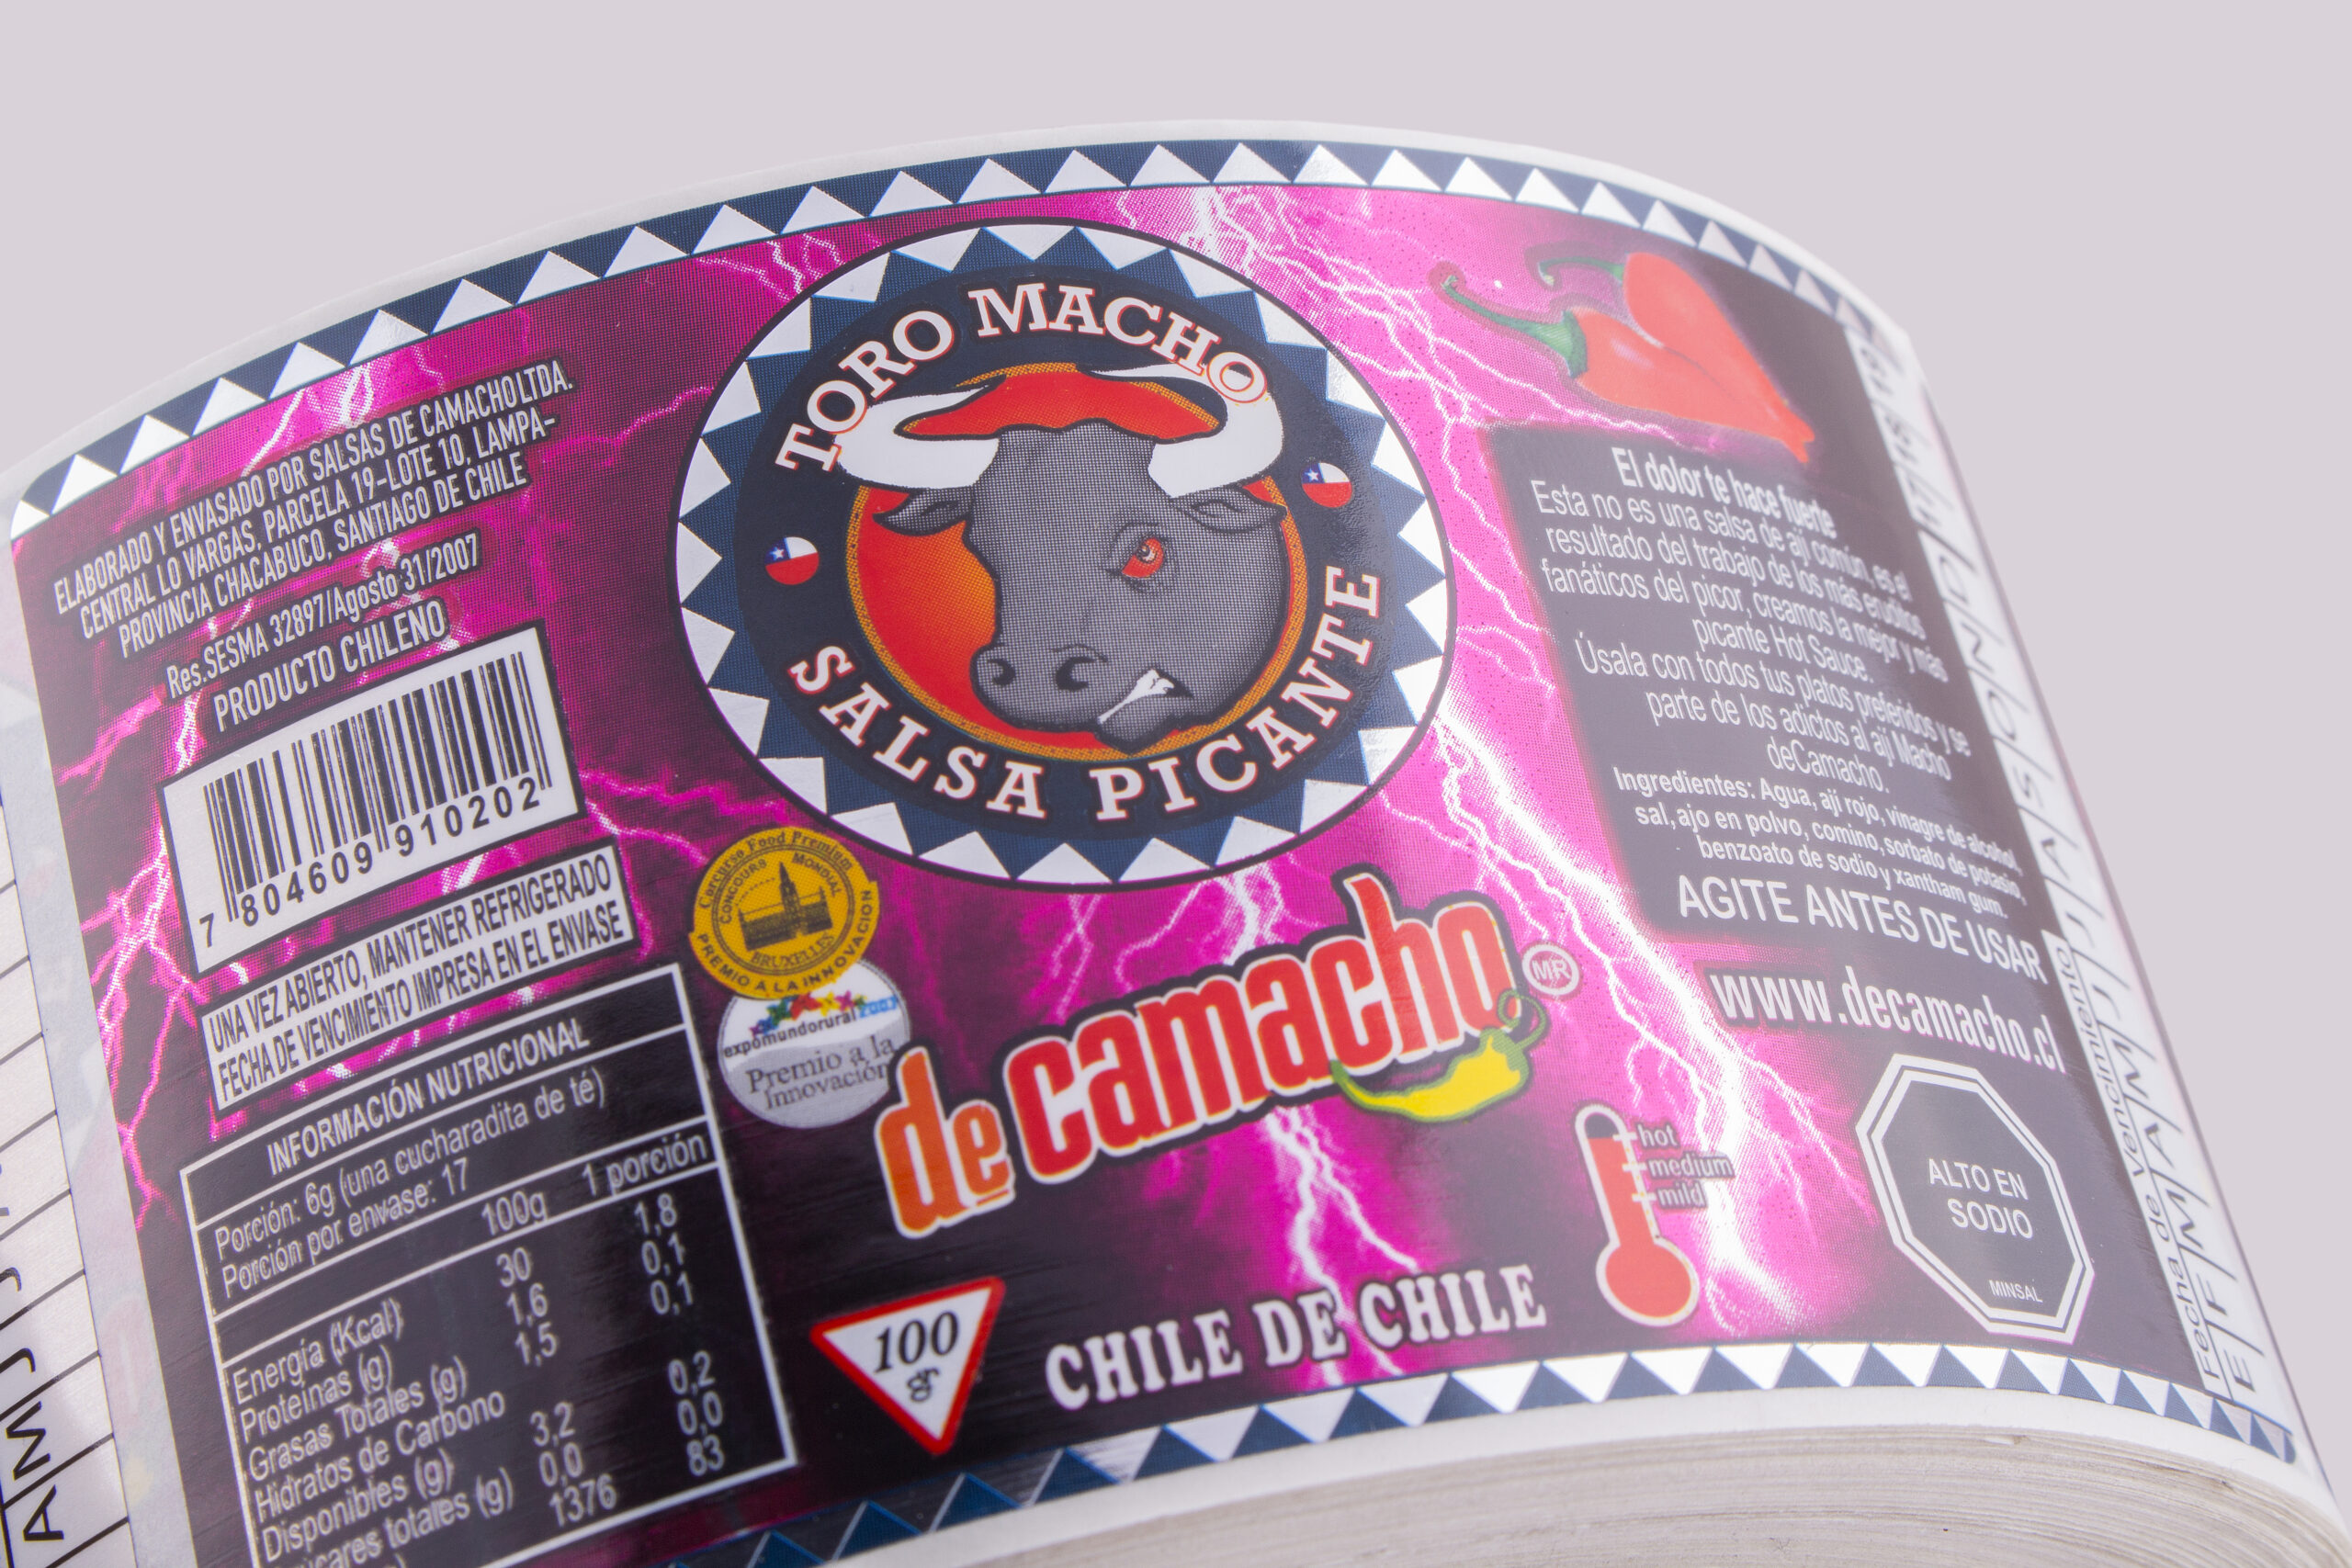 ELABORADO Y ENVASADO POR SALSAS DE CAMACHO LTDA.
CENTRAL LO VARGAS, PARCELA 19-LOTE 10, LAMPA-
PROVINCIA CHACABUCO, SANTIAGO DE CHILE
Res.SESMA 32897/Agosto 31/2007
PRODUCTO CHILENO
7 804609 910202
UNA VEZ ABIERTO, MANTENER REFRIGERADO
FECHA DE VENCIMIENTO IMPRESA EN EL ENVASE
INFORMACIÓN NUTRICIONAL
Porción: 6g (una cucharadita de té)
Porción por envase: 17
100g 1 porción
Energía (Kcal) 30 1,8
Proteínas (g) 1,6 0,1
Grasas Totales (g) 1,5 0,1
Hidratos de Carbono
Disponibles (g) 3,2 0,2
totales (g) 0,0 0,0
1376 83
TORO MACHO
SALSA PICANTE
Carcurso Food Premium
CONCOURS MONDIAL
BRUXELLES
PREMIO A LA INNOVACION
expomundorural 2007
Premio a la
Innovación
de camacho
MR
100
gr
CHILE DE CHILE
hot
medium
mild
El dolor te hace fuerte
Esta no es una salsa de ají común, es el
resultado del trabajo de los más eruditos
fanáticos del picor, creamos la mejor y más
picante Hot Sauce.
Úsala con todos tus platos preferidos y se
parte de los adictos al ají Macho
deCamacho.
Ingredientes: Agua, ají rojo, vinagre de alcohol,
sal, ajo en polvo, comino, sorbato de potasio,
benzoato de sodio y xantham gum.
AGITE ANTES DE USAR
www.decamacho.cl
ALTO EN
SODIO
MINSAL
Fecha de Vencimiento
E F M A M J J A S O N D 17 18 19
A M J J